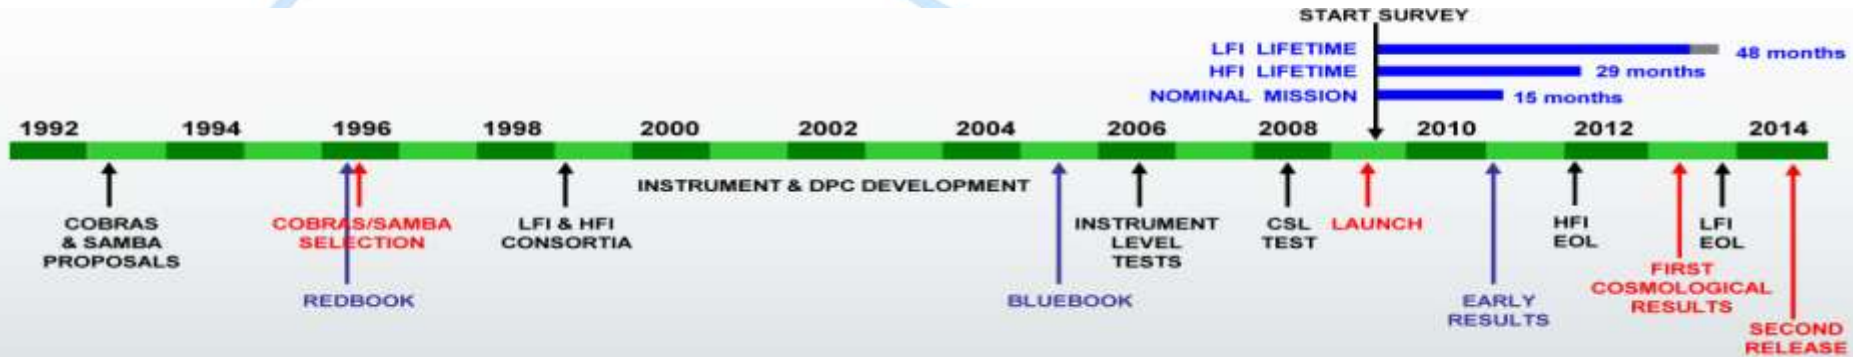 START SURVEY
LFI LIFETIME
48 months
HFI LIFETIME
29 months
NOMINAL MISSION
15 months
1992 1994 1996 1998 2000 2002 2004 2006 2008 2010 2012 2014
INSTRUMENT & DPC DEVELOPMENT
COBRAS
& SAMBA
PROPOSALS
COBRAS/SAMBA
SELECTION
REDBOOK
LFI & HFI
CONSORTIA
BLUEBOOK
INSTRUMENT
LEVEL
TESTS
CSL
TEST
LAUNCH
EARLY
RESULTS
HFI
EOL
FIRST
COSMOLOGICAL
RESULTS
LFI
EOL
SECOND
RELEASE